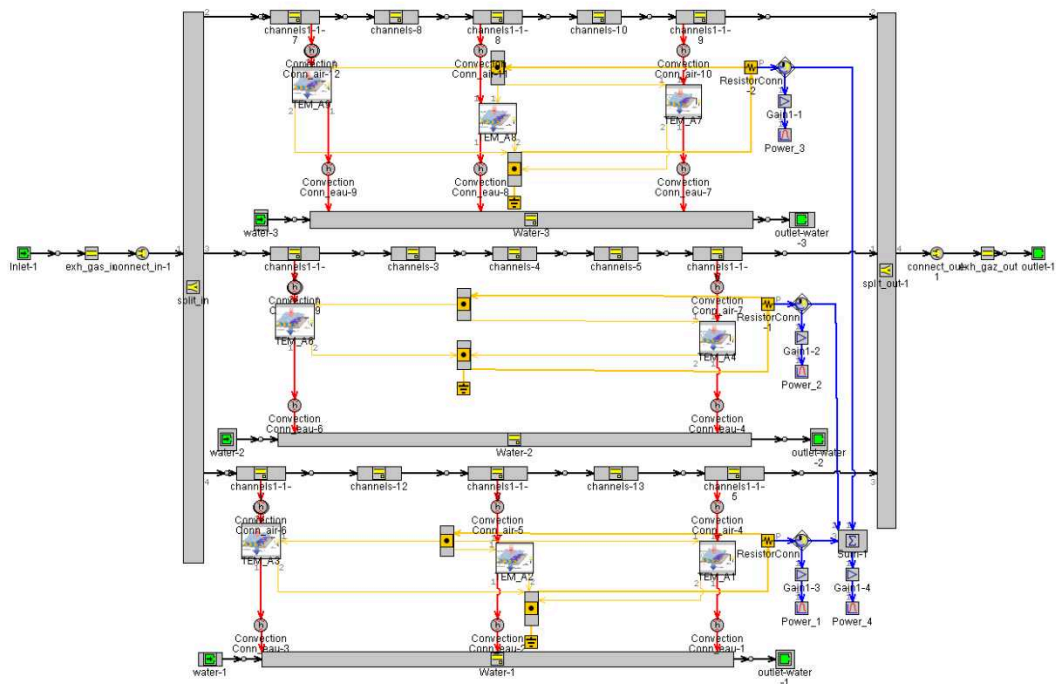 channels1-1-
7
channels-8
channels1-1-
8
channels-10
channels1-1-
9
Convection
Conn_air-12
Convection
Conn_air-11
Convection
Conn_air-10
TEM_A9
TEM_A8
TEM_A7
ResistorConn
-2
Gain1-1
Power_3
Convection
Conn_eau-9
Convection
Conn_eau-8
Convection
Conn_eau-7
water-3
Water-3
outlet-water
-3
Inlet-1
exh_gas_in
connect_in-1
split_in
channels1-1-
channels-3
channels-4
channels-5
channels1-1-
split_out-1
connect_out
1
exh_gaz_out
outlet-1
Convection
Convection
Conn_air-7
TEM_A6
TEM_A4
ResistorConn
-1
Gain1-2
Power_2
Convection
Conn_eau-6
Convection
Conn_eau-4
water-2
Water-2
outlet-water
-2
channels1-1-
channels-12
channels1-1-
channels-13
channels1-1-
5
Convection
Conn_air-6
Convection
Conn_air-5
Convection
Conn_air-4
TEM_A3
TEM_A2
TEM_A1
ResistorConn
Sum-1
Gain1-3
Gain1-4
Power_1
Power_4
Convection
Conn_eau-3
Convection
Conn_eau-2
Convection
Conn_eau-1
water-1
Water-1
outlet-water
-1